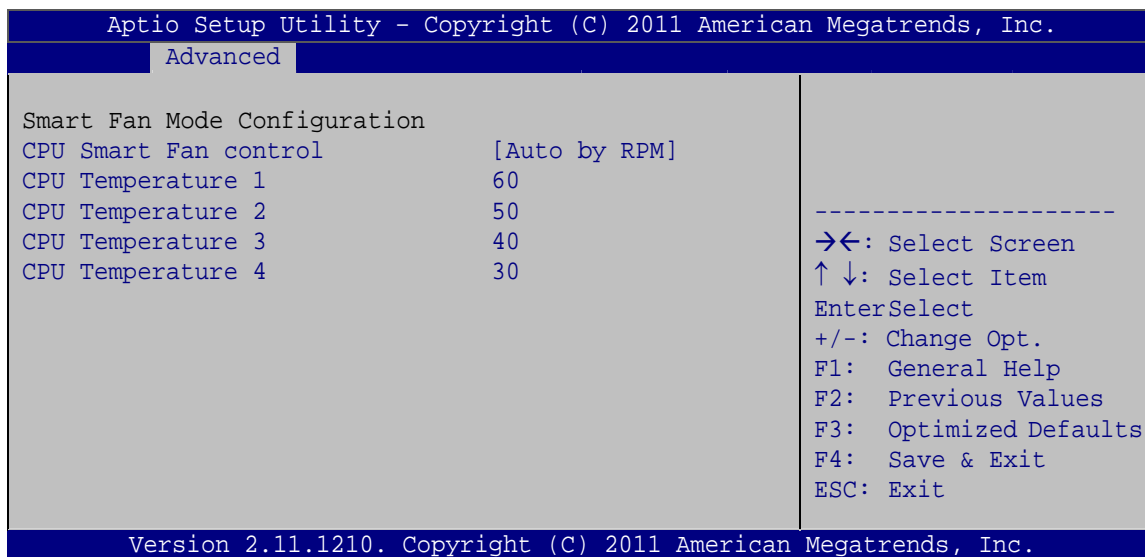 Aptio Setup Utility – Copyright (C) 2011 American Megatrends, Inc.
Advanced
Smart Fan Mode Configuration
CPU Smart Fan control [Auto by RPM]
CPU Temperature 1 60
CPU Temperature 2 50
CPU Temperature 3 40
CPU Temperature 4 30
---------------------
→←: Select Screen
↑ ↓: Select Item
EnterSelect
+/-: Change Opt.
F1: General Help
F2: Previous Values
F3: Optimized Defaults
F4: Save & Exit
ESC: Exit
Version 2.11.1210. Copyright (C) 2011 American Megatrends, Inc.